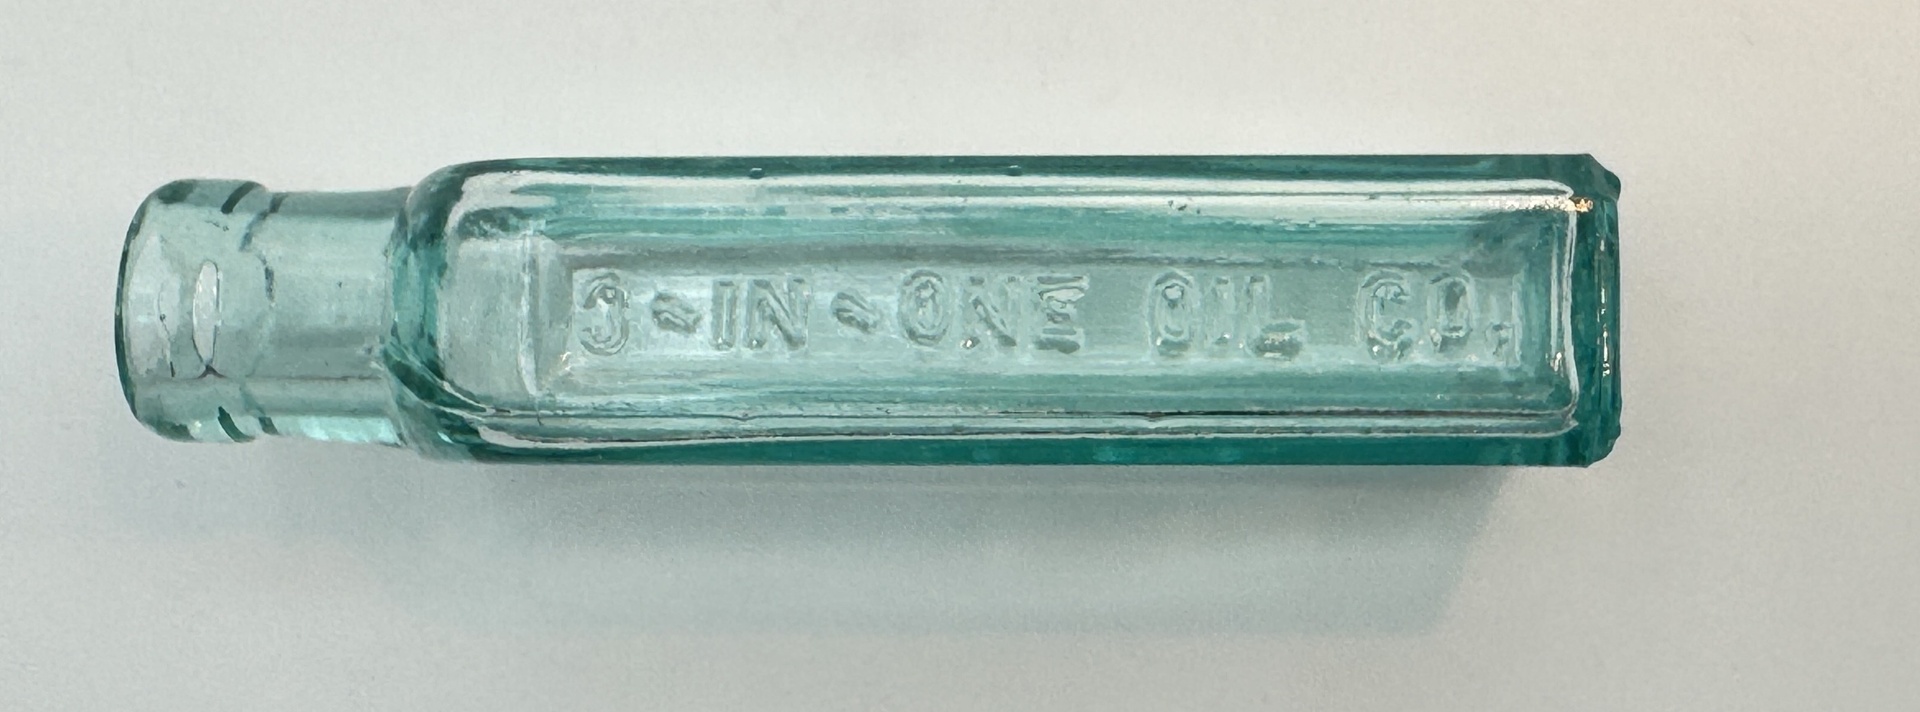 3-IN-ONE OIL CO.